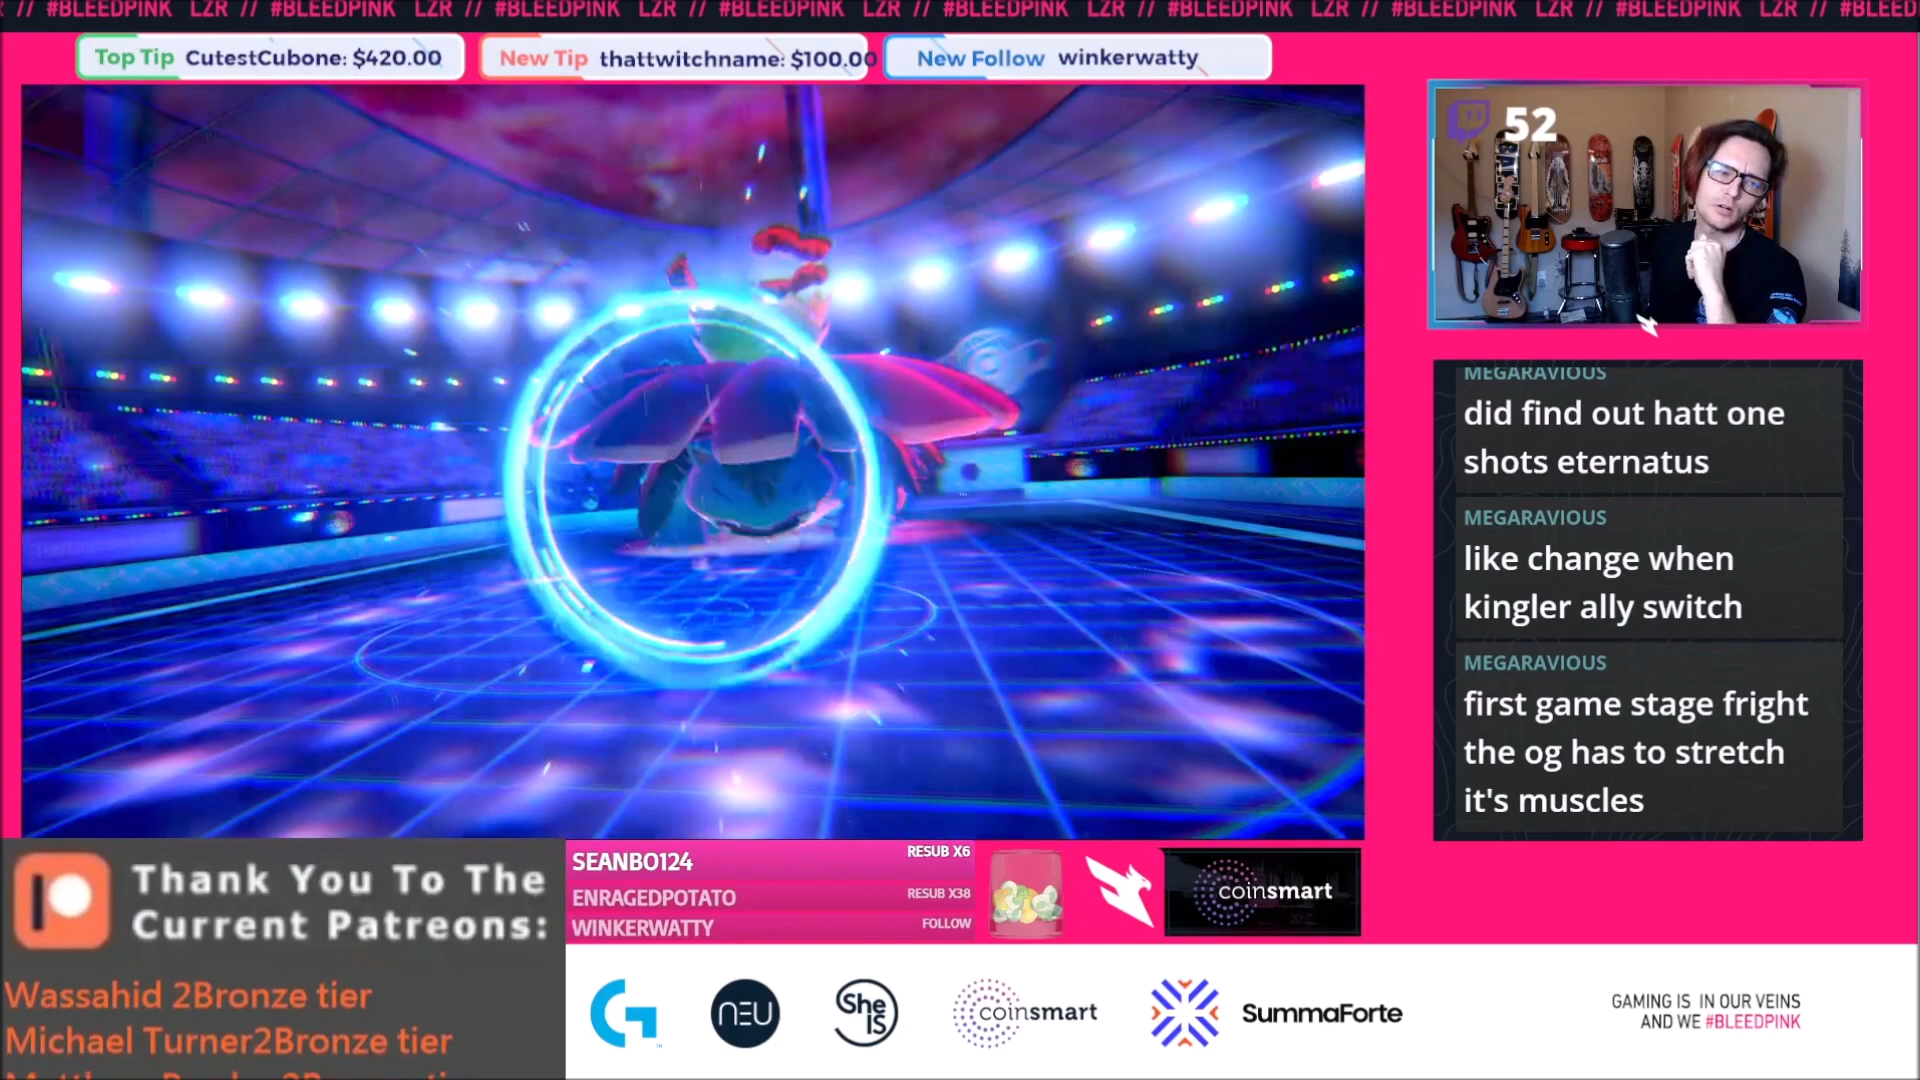 // #BLEEDPINK LZR // #BLEEDPINK LZR // #BLEEDPINK LZR // #BLEEDPINK LZR // #BLEEDPINK LZR // #BLEEDPINK LZR // #BLEEDPINK LZR // #BLEEDPINK LZR // #BLEED
Top Tip CutestCubone: $420.00
New Tip thattwitchname: $100.00
New Follow winkerwatty
52
MEGARAVIOUS
did find out hatt one
shots eternatus
MEGARAVIOUS
like change when
kingler ally switch
MEGARAVIOUS
first game stage fright
the og has to stretch
it's muscles
Thank You To The
Current Patreons:
Wassahid 2Bronze tier
Michael Turner2Bronze tier
SEANBO124 RESUB X6
ENRAGEDPOTATO RESUB X38
WINKERWATTY FOLLOW
coinsmart
G
NEU
She
IS
coinsmart
SummaForte
GAMING IS IN OUR VEINS
AND WE #BLEEDPINK